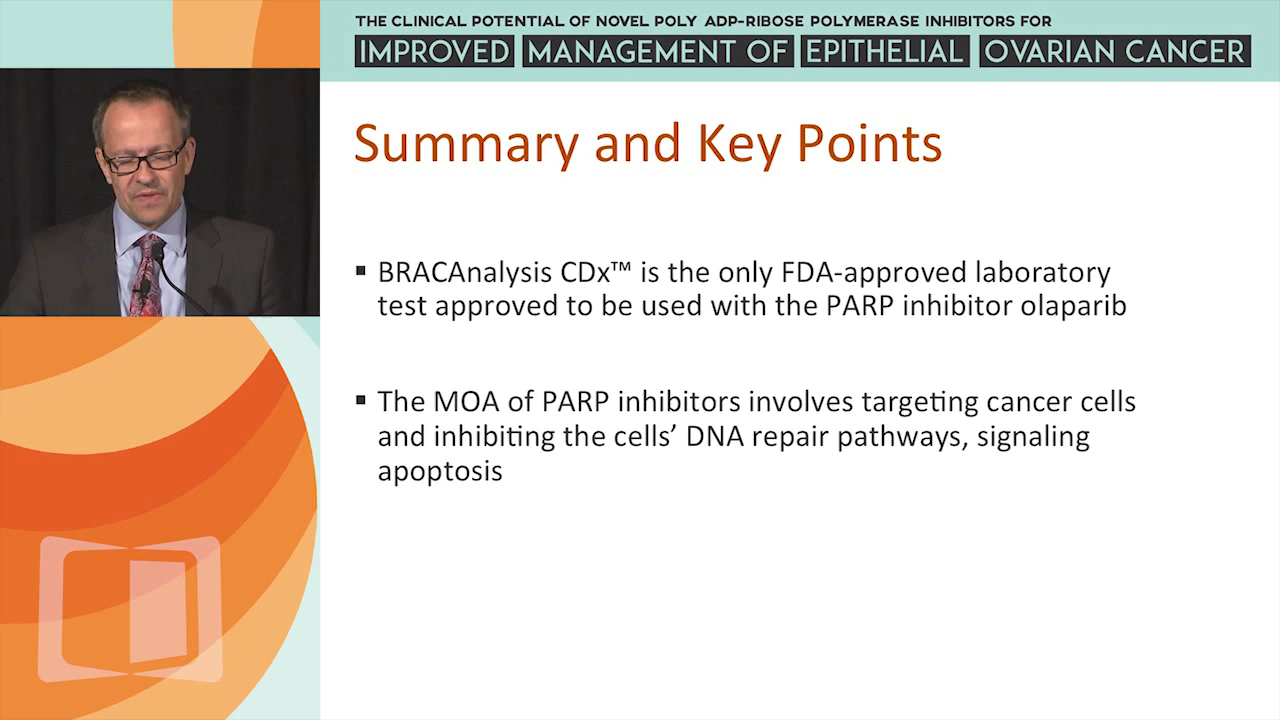 THE CLINICAL POTENTIAL OF NOVEL POLY ADP-RIBOSE POLYMERASE INHIBITORS FOR
IMPROVED MANAGEMENT OF EPITHELIAL OVARIAN CANCER
Summary and Key Points
▪ BRACAnalysis CDx™ is the only FDA-approved laboratory
test approved to be used with the PARP inhibitor olaparib
▪ The MOA of PARP inhibitors involves targeting cancer cells
and inhibiting the cells’ DNA repair pathways, signaling
apoptosis